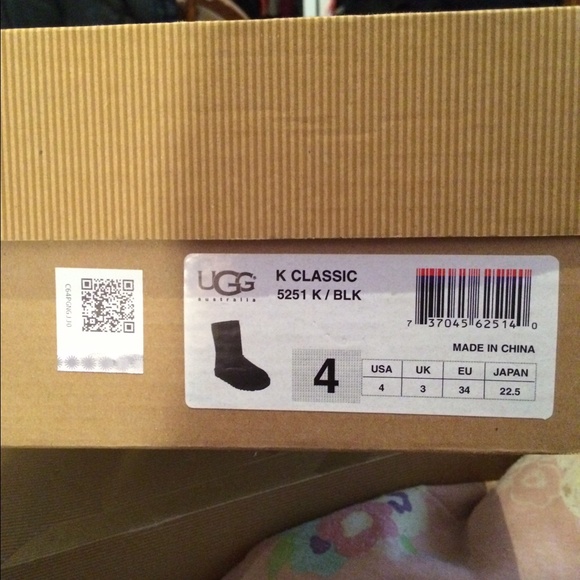 UGG®
australia
K CLASSIC
5251 K / BLK
7 37045 62514 0
MADE IN CHINA
4
USA UK EU JAPAN
4 3 34 22.5